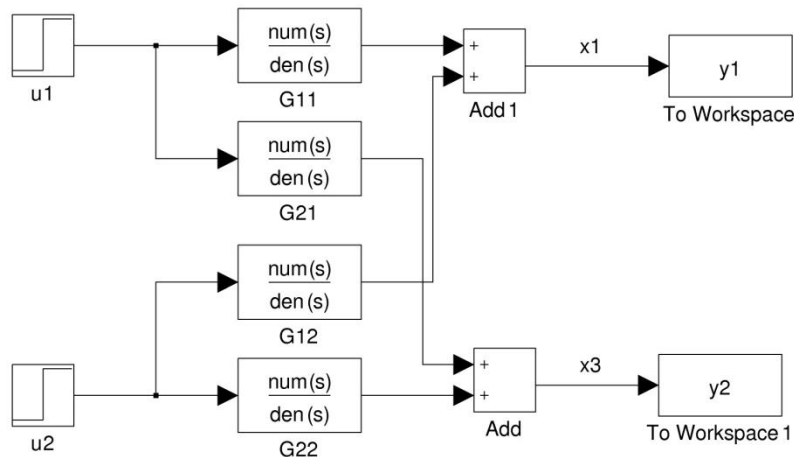 u1
num(s)
den(s)
G11
+
+
Add 1
x1
y1
To Workspace
num(s)
den(s)
G21
num(s)
den(s)
G12
u2
num(s)
den(s)
G22
+
+
Add
x3
y2
To Workspace 1